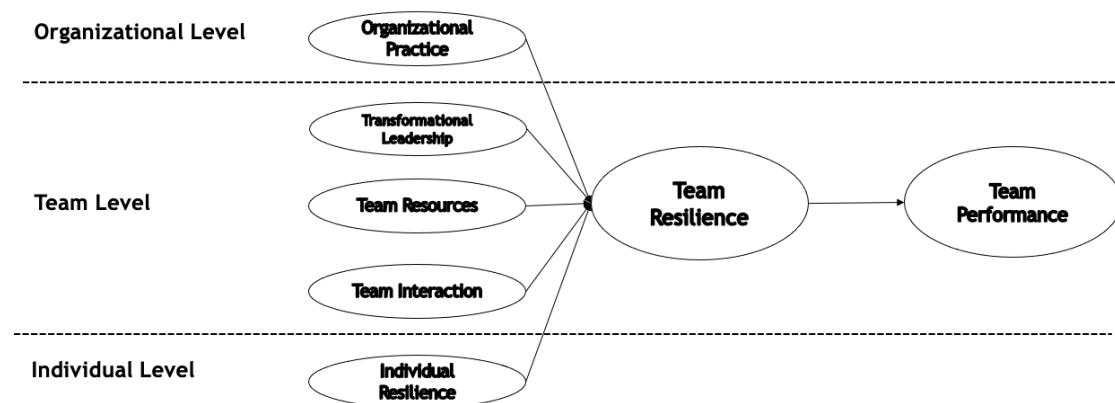 Organizational Level
Organizational
Practice
Transformational
Leadership
Team Level
Team Resources
Team
Resilience
Team
Performance
Team Interaction
Individual Level
Individual
Resilience